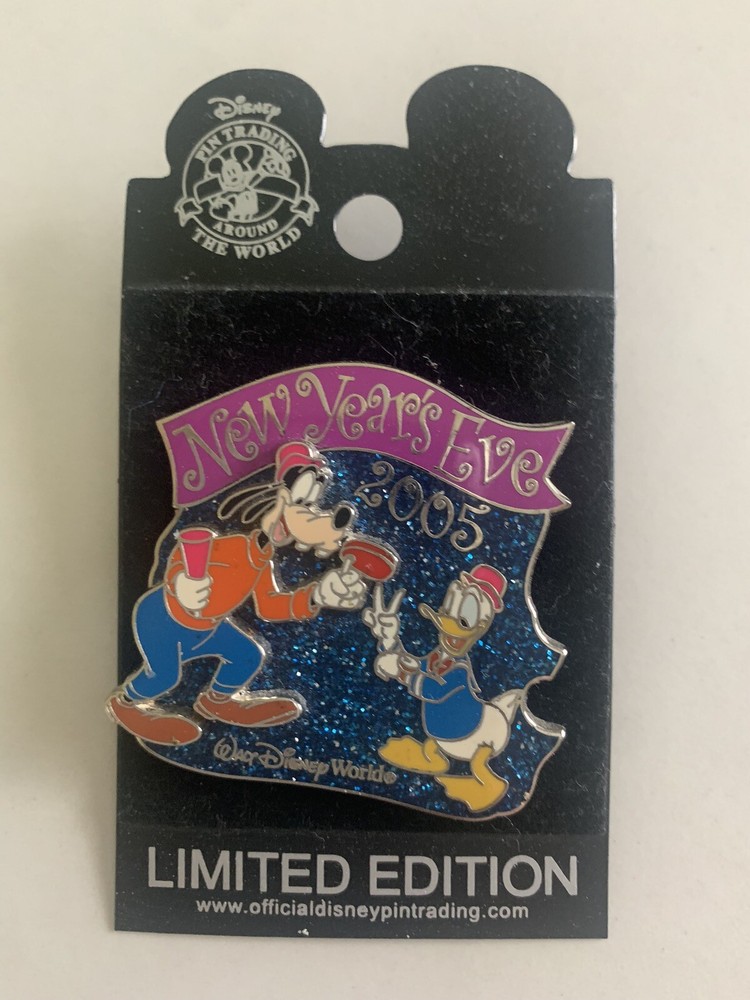 Disney
PIN TRADING
AROUND
THE WORLD
New Year's Eve
2005
Walt Disney World
LIMITED EDITION
www.officialdisneypintrading.com